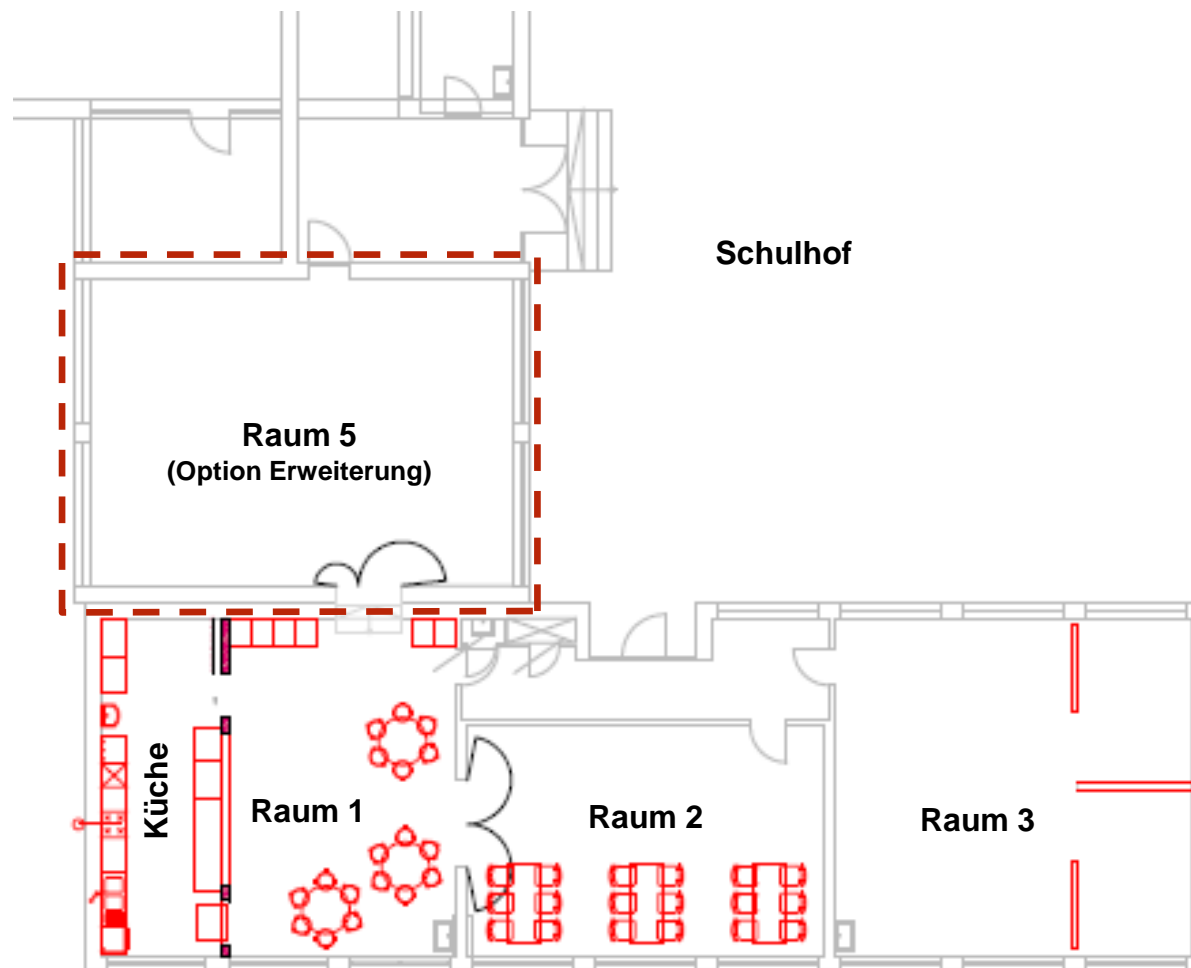 Schulhof
Raum 5
(Option Erweiterung)
Küche
Raum 1
Raum 2
Raum 3